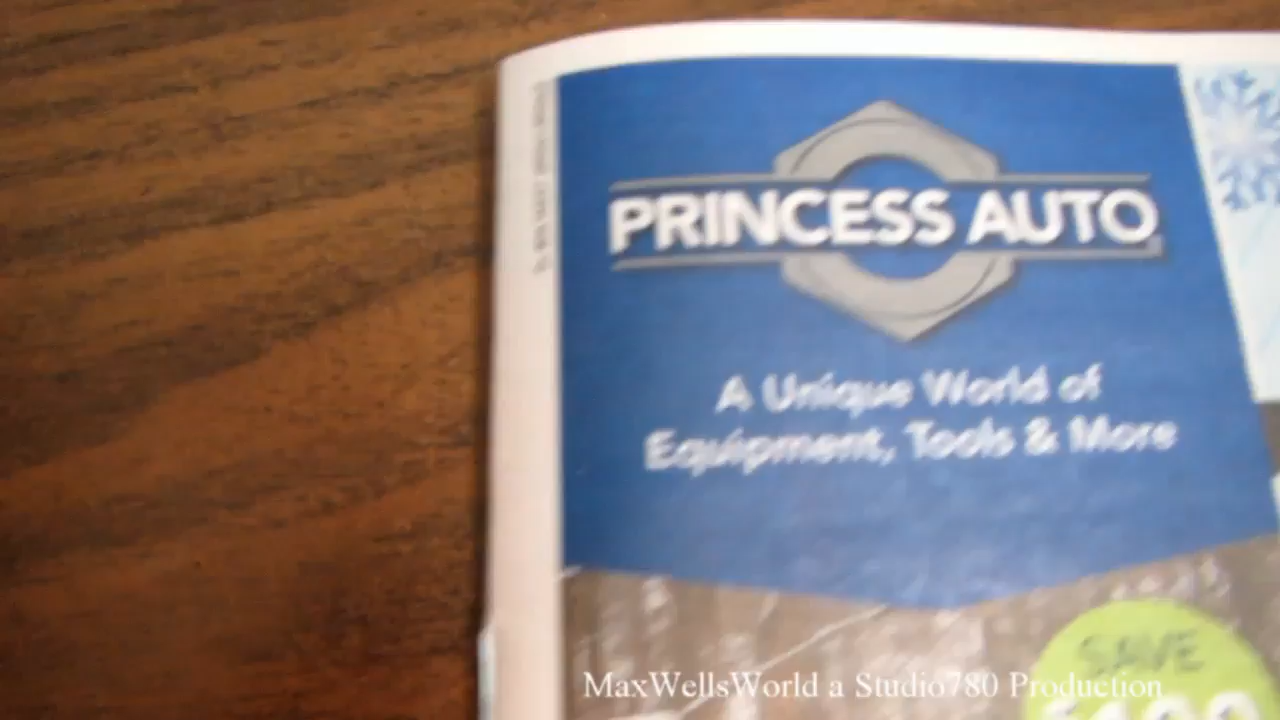 PRINCESS AUTO
A Unique World of
Equipment, Tools & More
SAVE
MaxWellsWorld a Studio780 Production